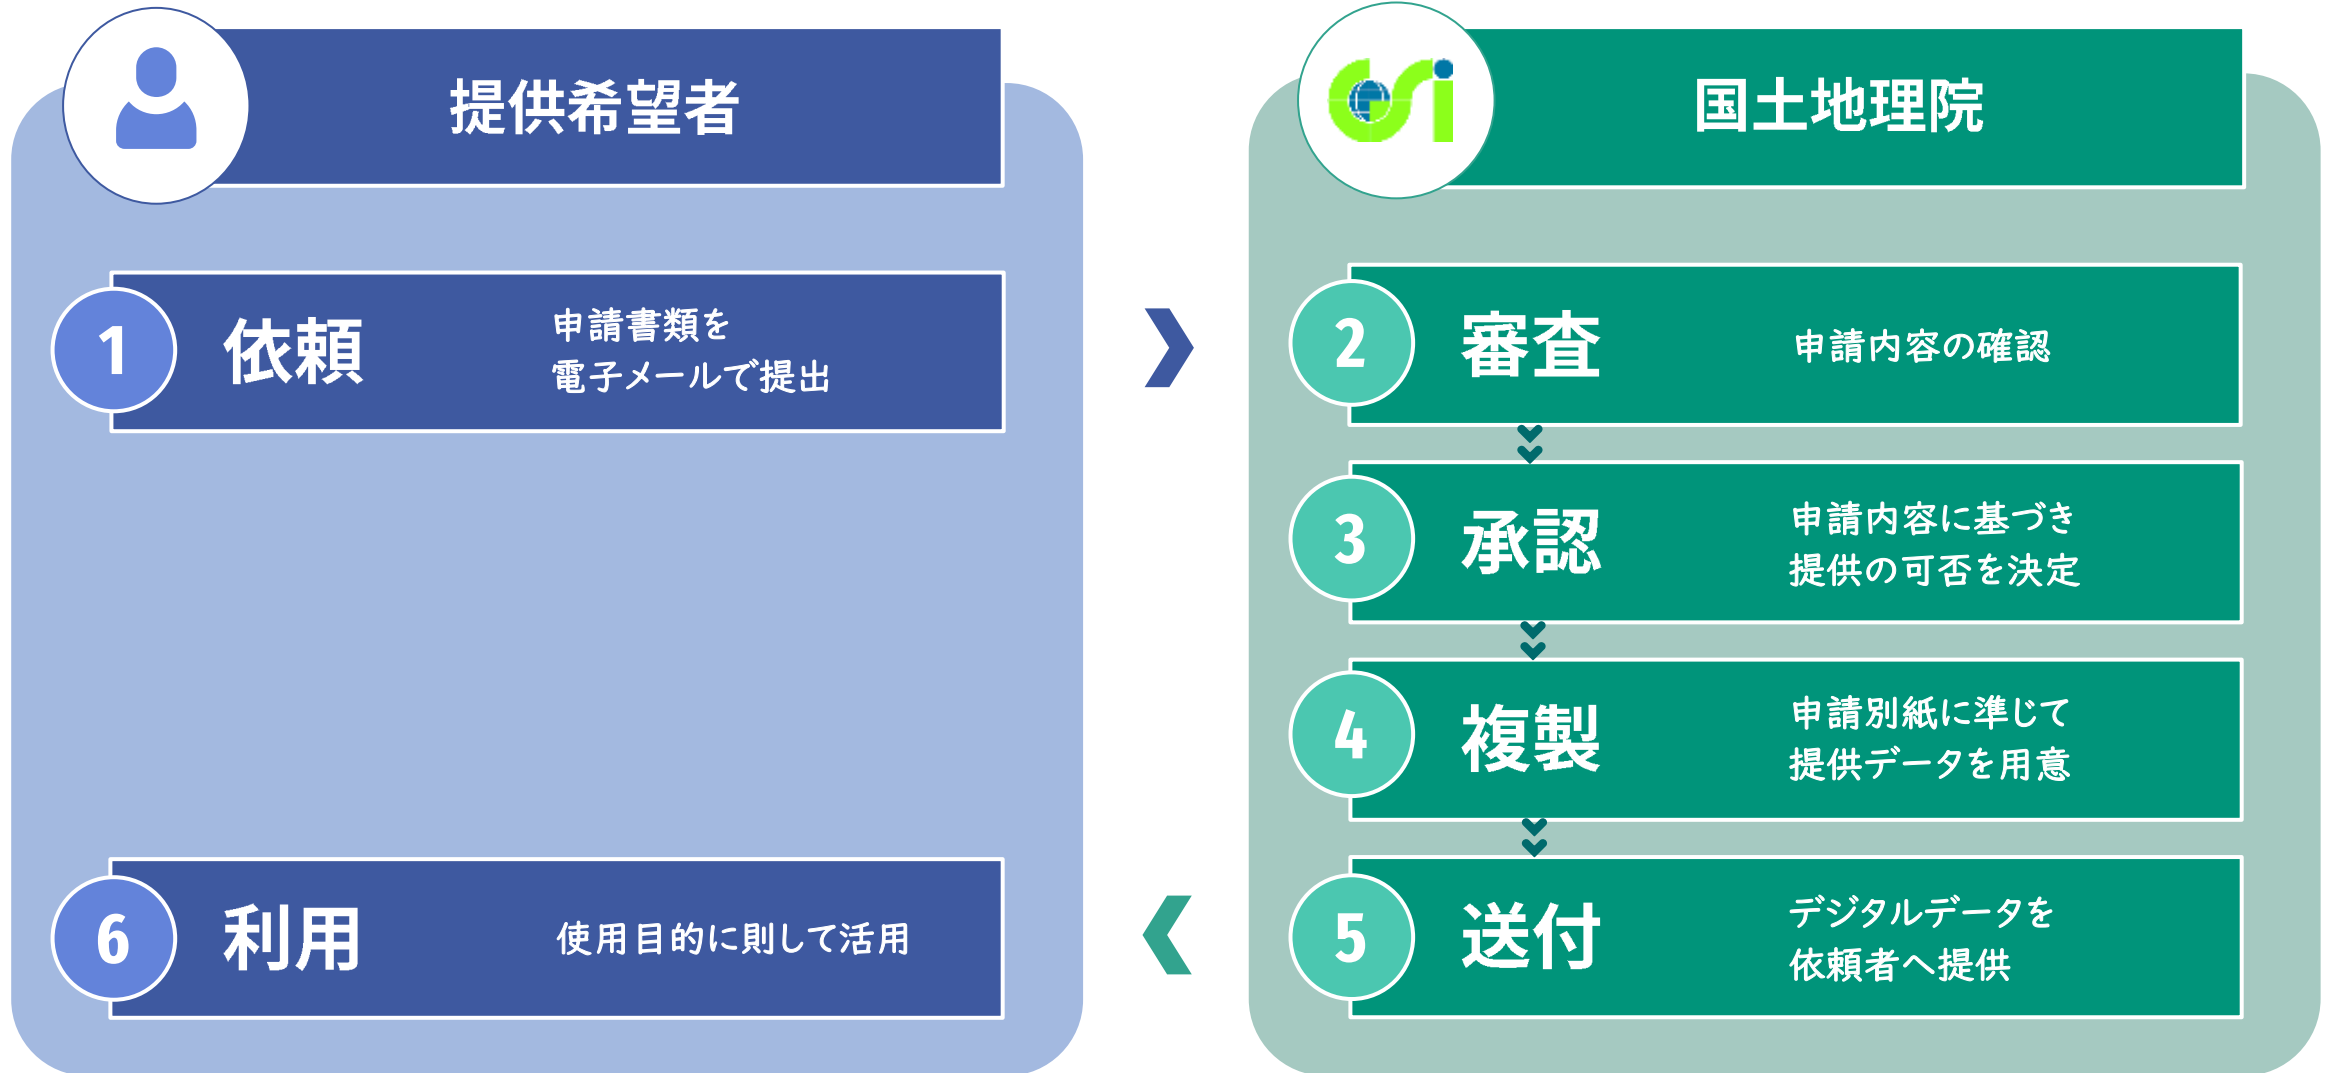 提供希望者
1
依頼
申請書類を
電子メールで提出
6
利用
使用目的に則して活用
GSi
国土地理院
2
審査
申請内容の確認
3
承認
申請内容に基づき
提供の可否を決定
4
複製
申請別紙に準じて
提供データを用意
5
送付
デジタルデータを
依頼者へ提供